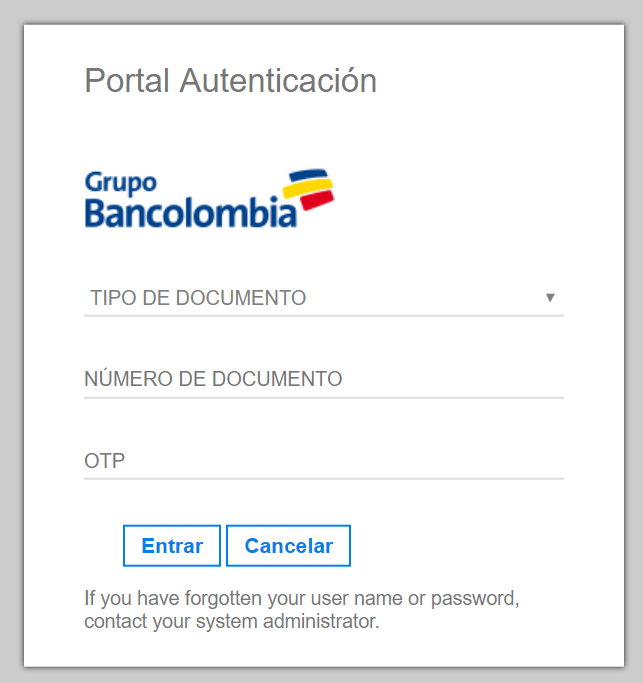 Portal Autenticación
Grupo
Bancolombia
TIPO DE DOCUMENTO ▼
NÚMERO DE DOCUMENTO
OTP
Entrar Cancelar
If you have forgotten your user name or password,
contact your system administrator.